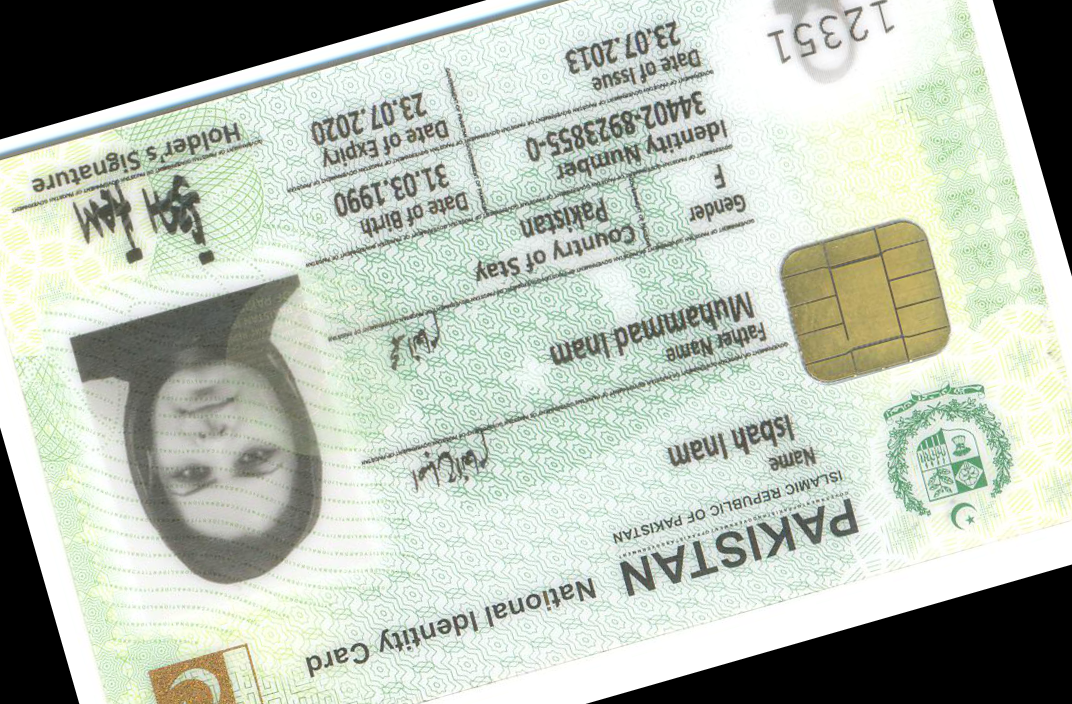 PAKISTAN National Identity Card
ISLAMIC REPUBLIC OF PAKISTAN
Name
Isbah Inam
Father Name
Muhammad Inam
Gender
F
Country of Stay
Pakistan
Identity Number
34402-8923855-0
Date of Birth
31.03.1990
Date of Issue
23.07.2013
Date of Expiry
23.07.2020
Holder's Signature